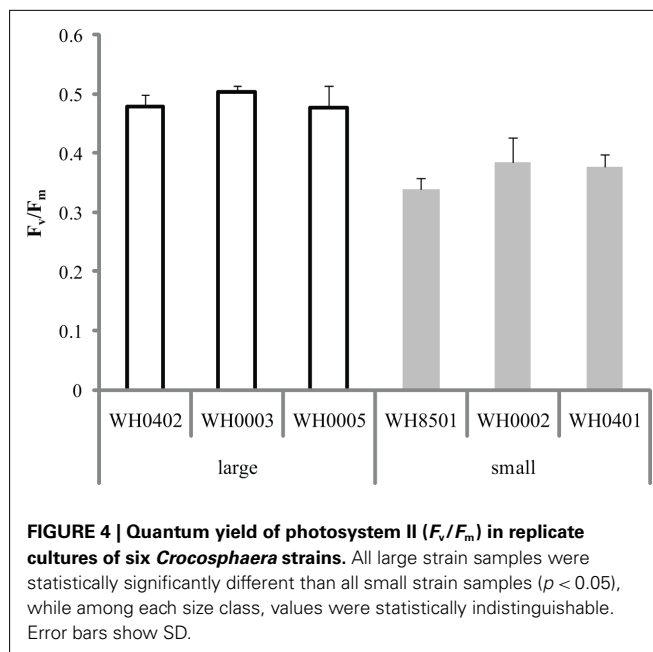 0.6
0.5
0.4
0.3
0.2
0.1
0
Fv/Fm
WH0402 WH0003 WH0005 WH8501 WH0002 WH0401
large small
FIGURE 4 | Quantum yield of photosystem II (Fv/Fm) in replicate
cultures of six Crocosphaera strains. All large strain samples were
statistically significantly different than all small strain samples (p < 0.05),
while among each size class, values were statistically indistinguishable.
Error bars show SD.